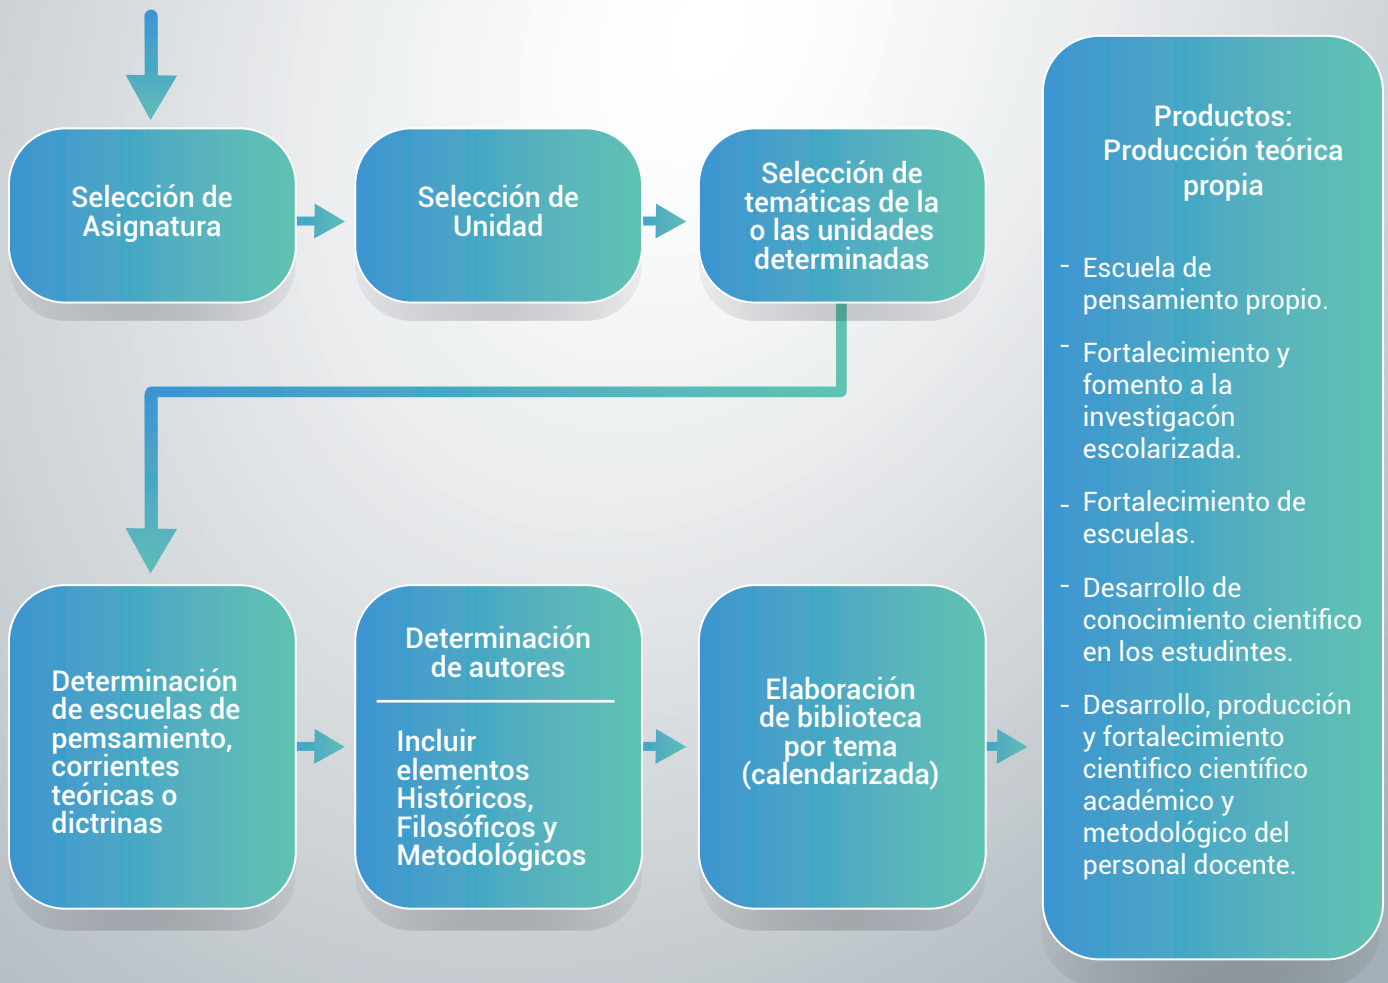 Selección de
Asignatura
Selección de
Unidad
Selección de
temáticas de la
o las unidades
determinadas
Determinación
de escuelas de
pemsamiento,
corrientes
teóricas o
dictrinas
Determinación
de autores
Incluir
elementos
Históricos,
Filosóficos y
Metodológicos
Elaboración
de biblioteca
por tema
(calendarizada)
Productos:
Producción teórica
propia
- Escuela de
pensamiento propio.
- Fortalecimiento y
fomento a la
investigacón
escolarizada.
- Fortalecimiento de
escuelas.
- Desarrollo de
conocimiento cientifico
en los estudintes.
- Desarrollo, producción
y fortalecimiento
cientifico científico
académico y
metodológico del
personal docente.